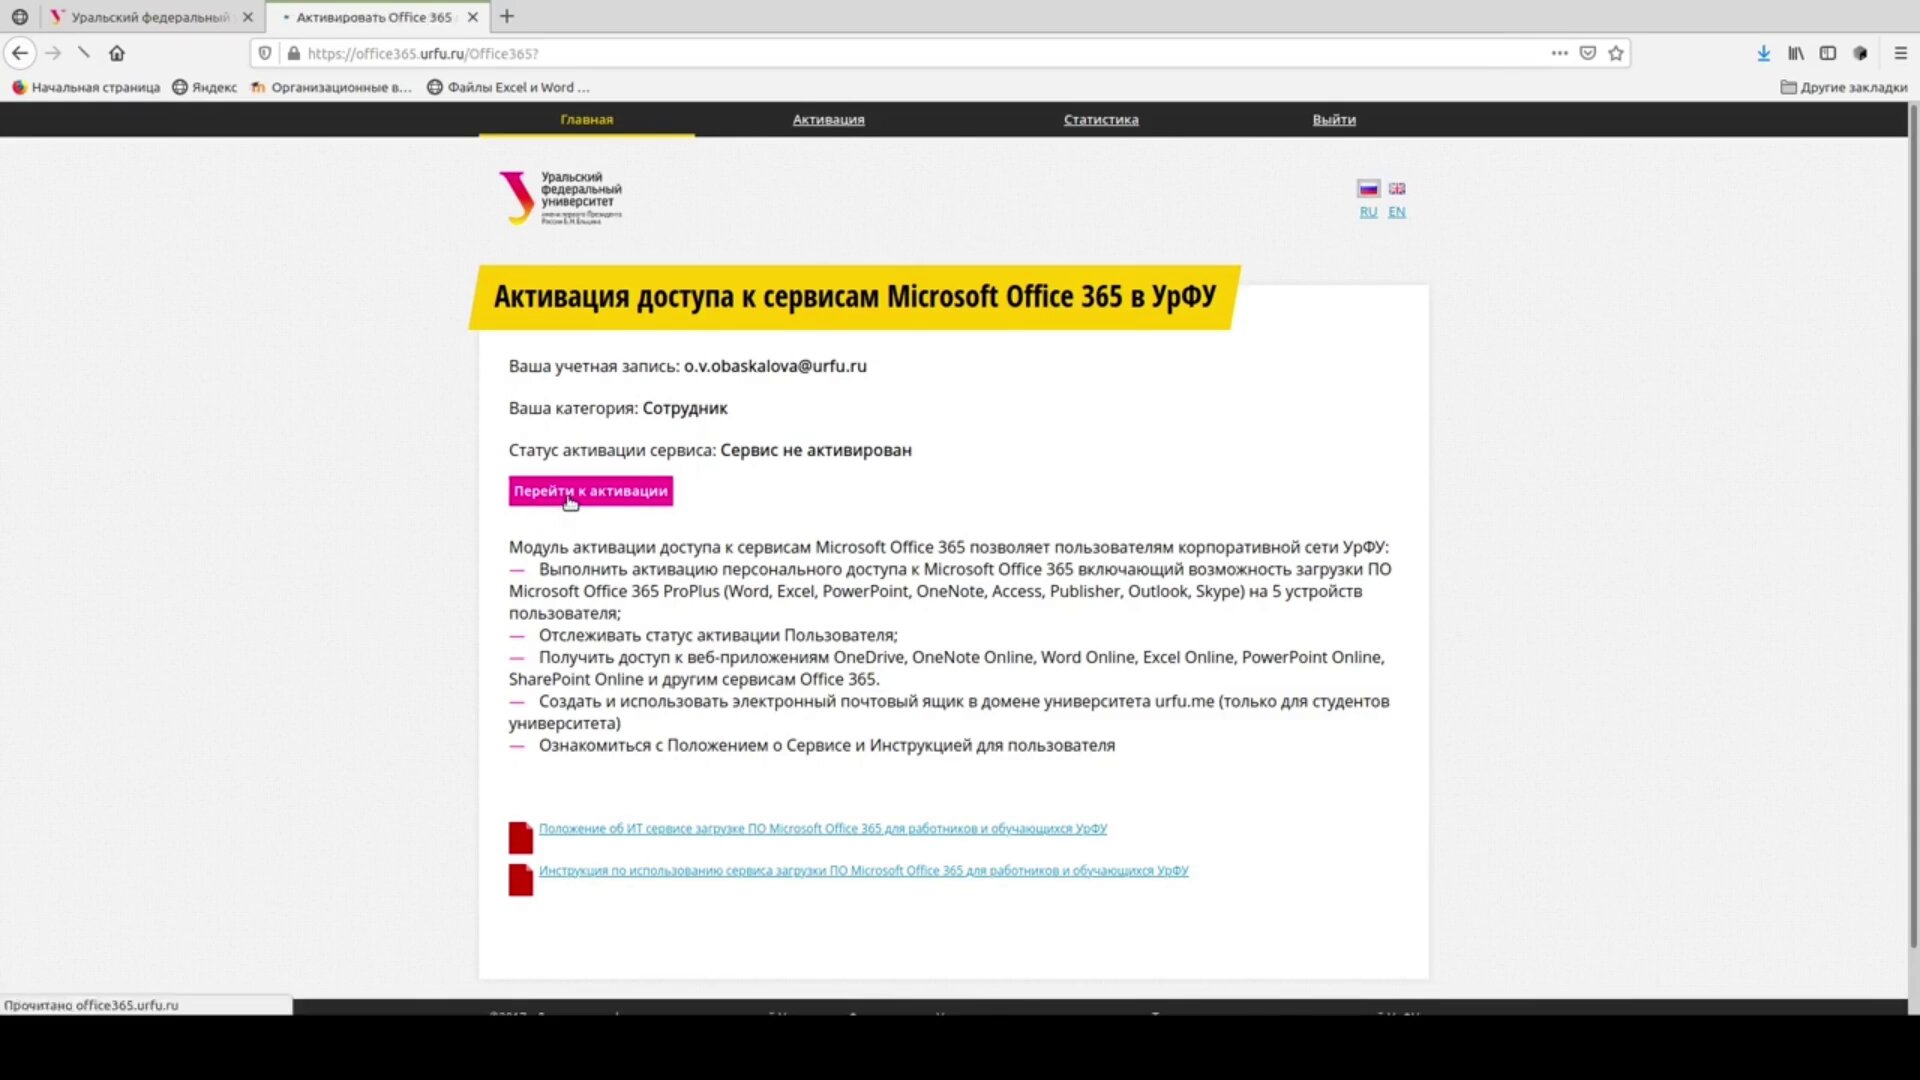 Уральский федеральный
Активировать Office 365
https://office365.urfu.ru/Office365?
Начальная страница
Яндекс
Организационные в...
Файлы Excel и Word ...
Другие закладки
Главная
Активация
Статистика
Выйти
Уральский
федеральный
университет
имени первого Президента
России Б.Н.Ельцина
RU EN
Активация доступа к сервисам Microsoft Office 365 в УрФУ
Ваша учетная запись: o.v.obaskalova@urfu.ru
Ваша категория: Сотрудник
Статус активации сервиса: Сервис не активирован
Перейти к активации
Модуль активации доступа к сервисам Microsoft Office 365 позволяет пользователям корпоративной сети УрФУ:
— Выполнить активацию персонального доступа к Microsoft Office 365 включающий возможность загрузки ПО
Microsoft Office 365 ProPlus (Word, Excel, PowerPoint, OneNote, Access, Publisher, Outlook, Skype) на 5 устройств
пользователя;
— Отслеживать статус активации Пользователя;
— Получить доступ к веб-приложениям OneDrive, OneNote Online, Word Online, Excel Online, PowerPoint Online,
SharePoint Online и другим сервисам Office 365.
— Создать и использовать электронный почтовый ящик в домене университета urfu.me (только для студентов
университета)
— Ознакомиться с Положением о Сервисе и Инструкцией для пользователя
Положение об ИТ сервисе загрузке ПО Microsoft Office 365 для работников и обучающихся УрФУ
Инструкция по использованию сервиса загрузки ПО Microsoft Office 365 для работников и обучающихся УрФУ
Прочитано office365.urfu.ru